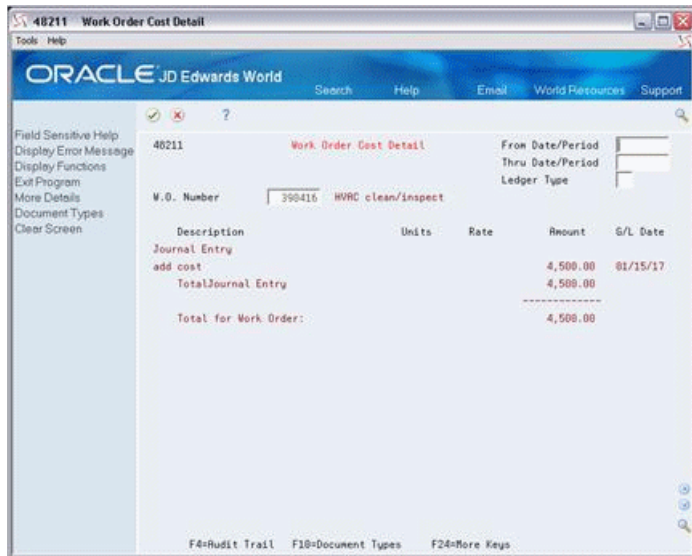 48211 Work Order Cost Detail
Tools Help
ORACLE JD Edwards World
Search Help Email World Resources Support
?
Field Sensitive Help
Display Error Message
Display Functions
Exit Program
More Details
Document Types
Clear Screen
48211 Work Order Cost Detail From Date/Period
Thru Date/Period
Ledger Type
W.O. Number 398416 HVAC clean/inspect
Description Units Rate Amount G/L Date
Journal Entry
add cost 4,500.00 01/15/17
TotalJournal Entry 4,500.00
-------------
Total for Work Order: 4,500.00
F4=Audit Trail F18=Document Types F24=More Keys